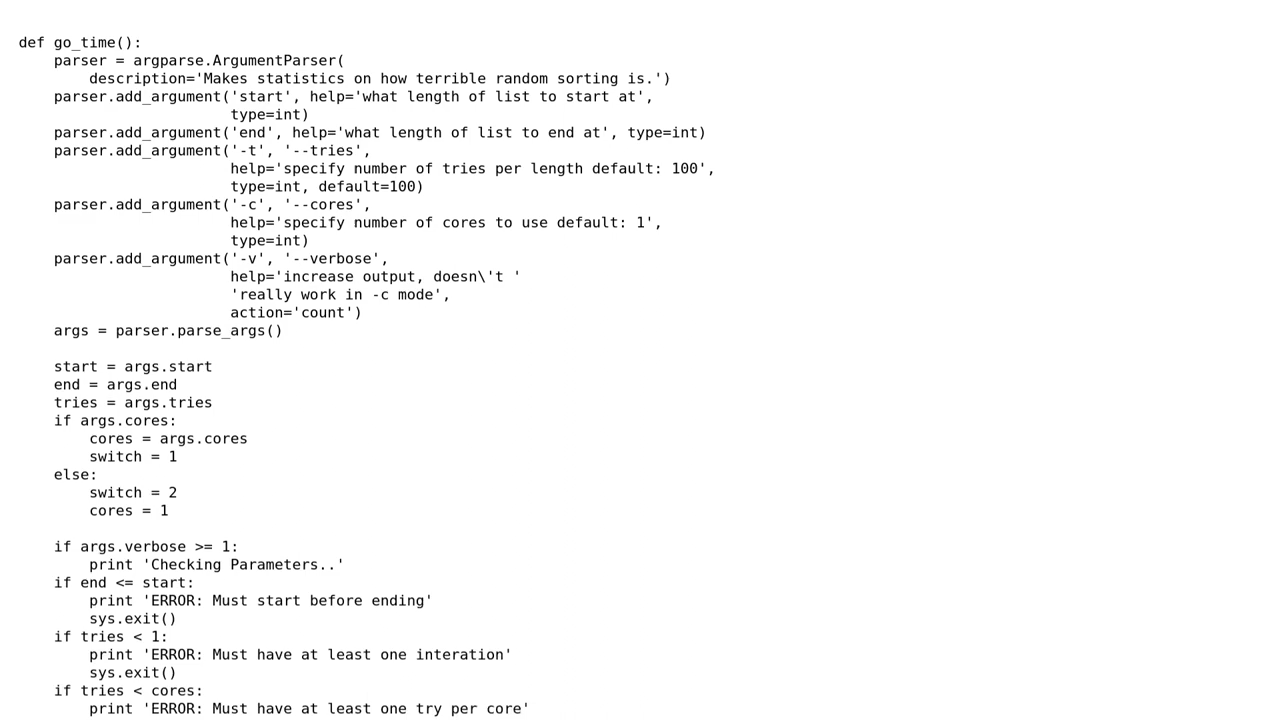 def go_time():
    parser = argparse.ArgumentParser(
        description='Makes statistics on how terrible random sorting is.')
    parser.add_argument('start', help='what length of list to start at',
                        type=int)
    parser.add_argument('end', help='what length of list to end at', type=int)
    parser.add_argument('-t', '--tries',
                        help='specify number of tries per length default: 100',
                        type=int, default=100)
    parser.add_argument('-c', '--cores',
                        help='specify number of cores to use default: 1',
                        type=int)
    parser.add_argument('-v', '--verbose',
                        help='increase output, doesn\'t '
                        'really work in -c mode',
                        action='count')
    args = parser.parse_args()

    start = args.start
    end = args.end
    tries = args.tries
    if args.cores:
        cores = args.cores
        switch = 1
    else:
        switch = 2
        cores = 1

    if args.verbose >= 1:
        print 'Checking Parameters..'
    if end <= start:
        print 'ERROR: Must start before ending'
        sys.exit()
    if tries < 1:
        print 'ERROR: Must have at least one interation'
        sys.exit()
    if tries < cores:
        print 'ERROR: Must have at least one try per core'